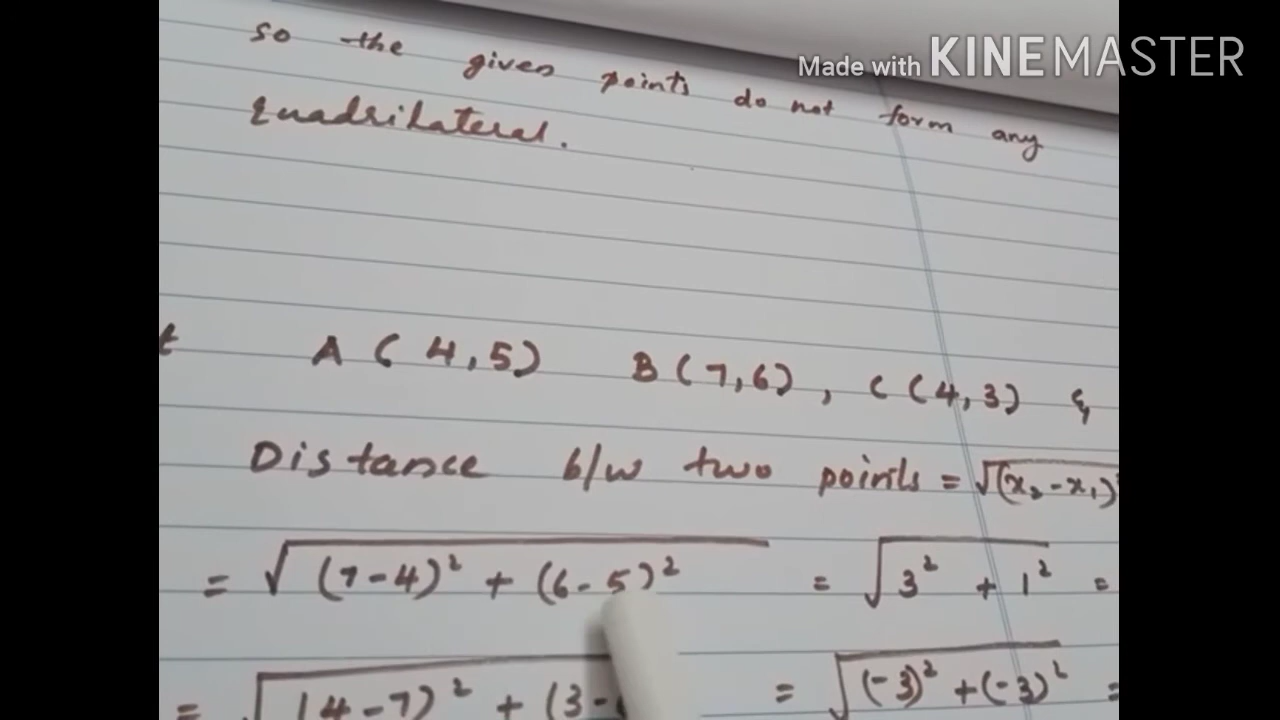 Made with KINEMASTER
so the given points do not form any
quadrilateral.
A (4,5) B (7,6), C (4,3) &
Distance b/w two points = √(x₂-x₁)
= √(7-4)² + (6-5)² = √3² + 1² =
= √(4-7)² + (3- = √(-3)² + (-3)² =